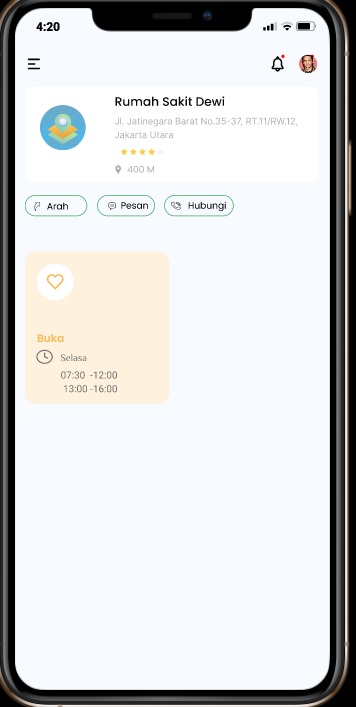 4:20
Rumah Sakit Dewi
Jl. Jatinegara Barat No.35-37, RT.11/RW.12,
Jakarta Utara
400 M
Arah
Pesan
Hubungi
Buka
Selasa
07:30 -12:00
13:00 -16:00